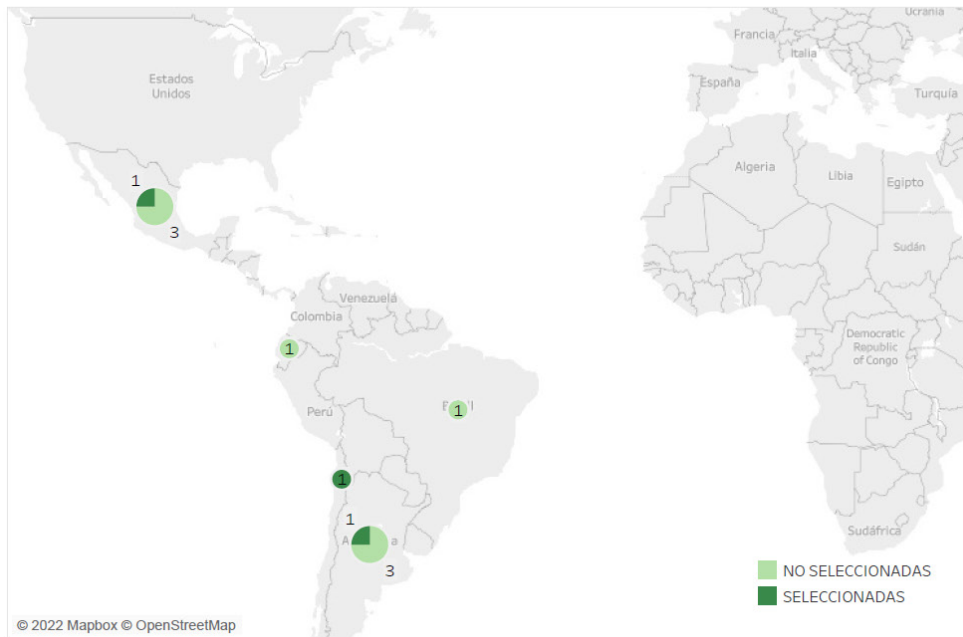 Ucrania
Francia
Italia
Estados
Unidos
España
Turquía
Argelia
Libia
Egipto
1
3
Sudán
Venezuela
Colombia
Democratic
Republic
of Congo
1
Perú
1
1
1
A a
3
Sudáfrica
NO SELECCIONADAS
SELECCIONADAS
© 2022 Mapbox © OpenStreetMap